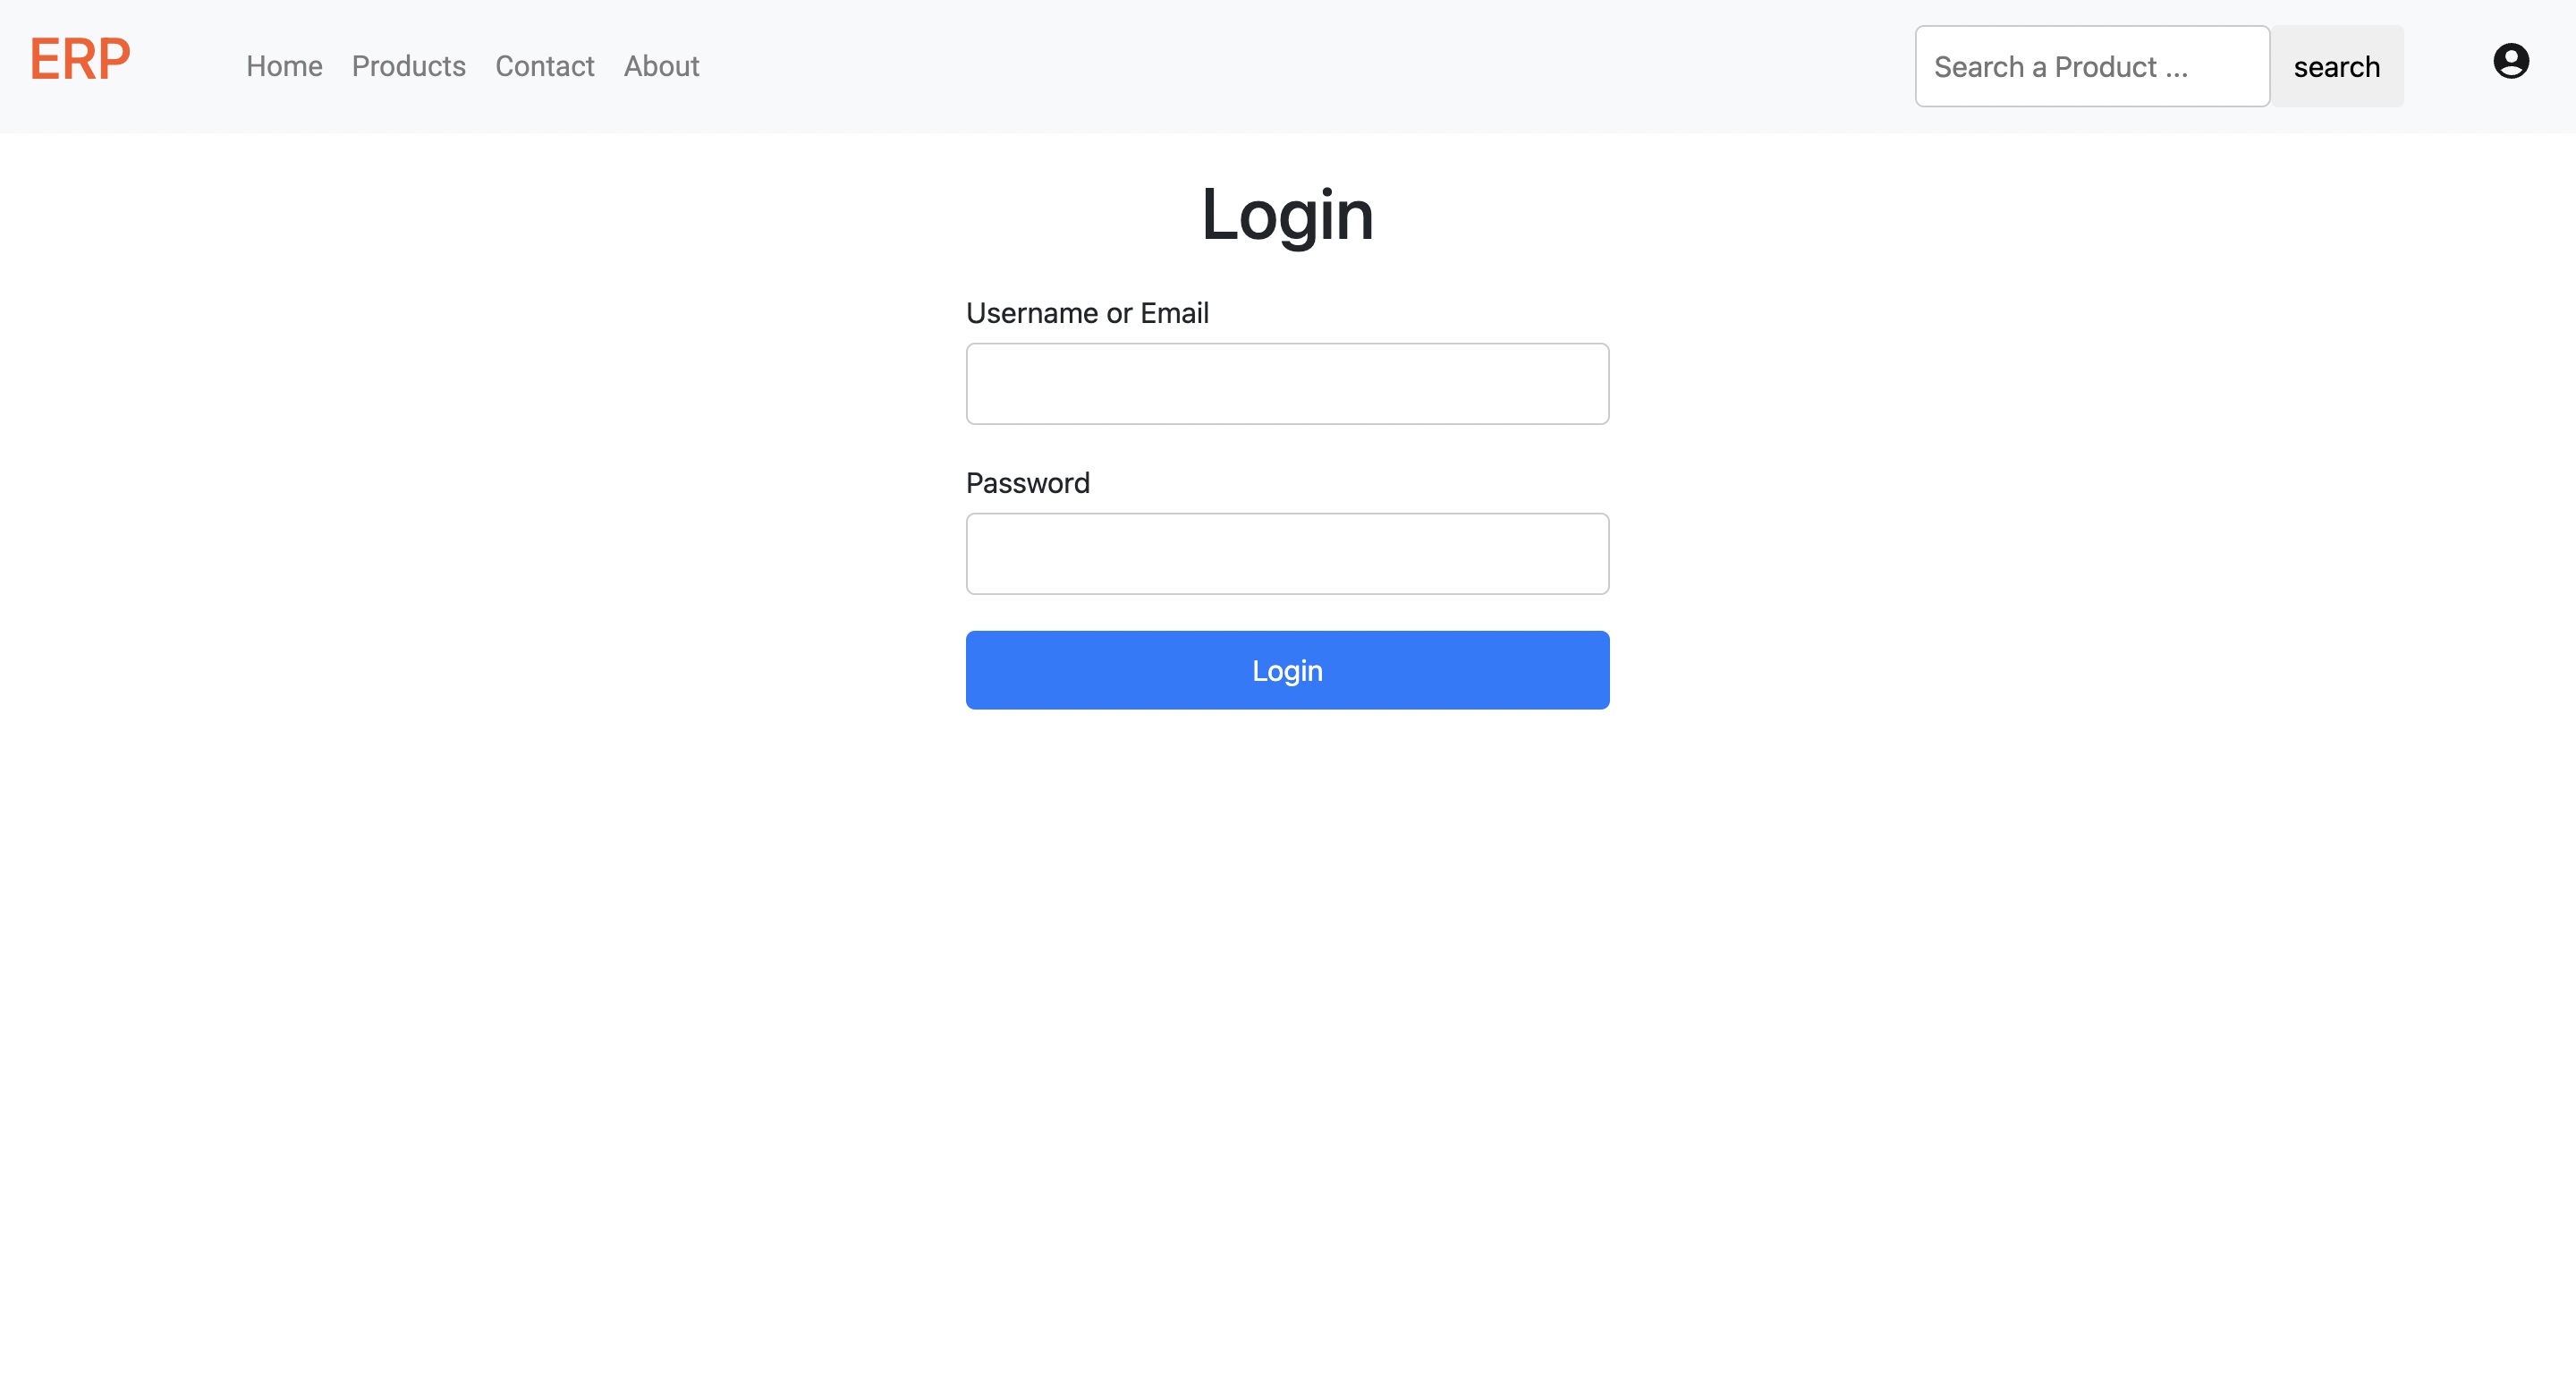 ERP Home Products Contact About Search a Product ... search
Login
Username or Email
Password
Login